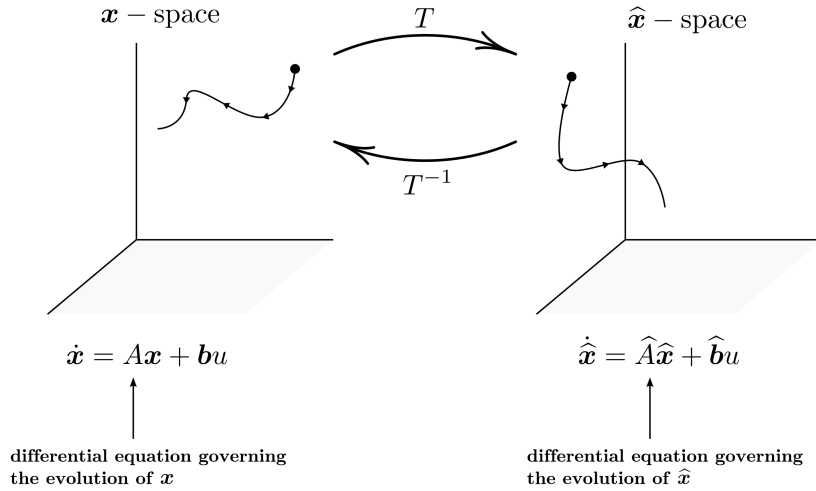 x – space
T
x̂ – space
T⁻¹
ẋ = Ax + bu
x̂̇ = Âx̂ + b̂u
differential equation governing
the evolution of x
differential equation governing
the evolution of x̂